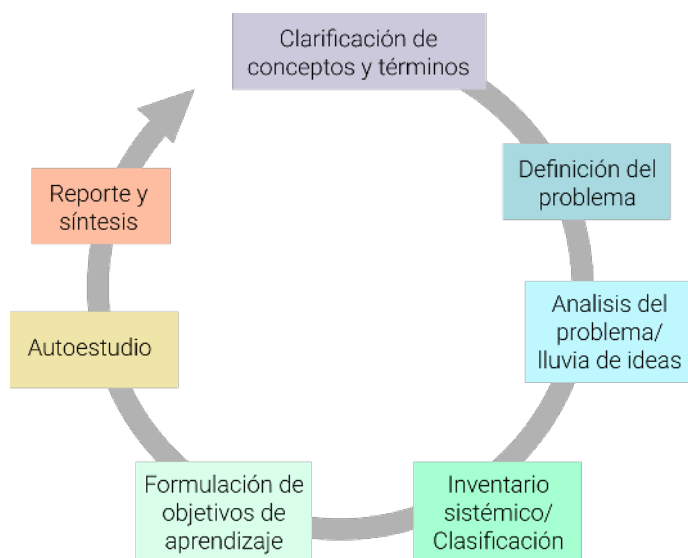 Clarificación de
conceptos y términos
Definición del
problema
Analisis del
problema/
lluvia de ideas
Inventario
sistémico/
Clasificación
Formulación de
objetivos de
aprendizaje
Autoestudio
Reporte y
síntesis